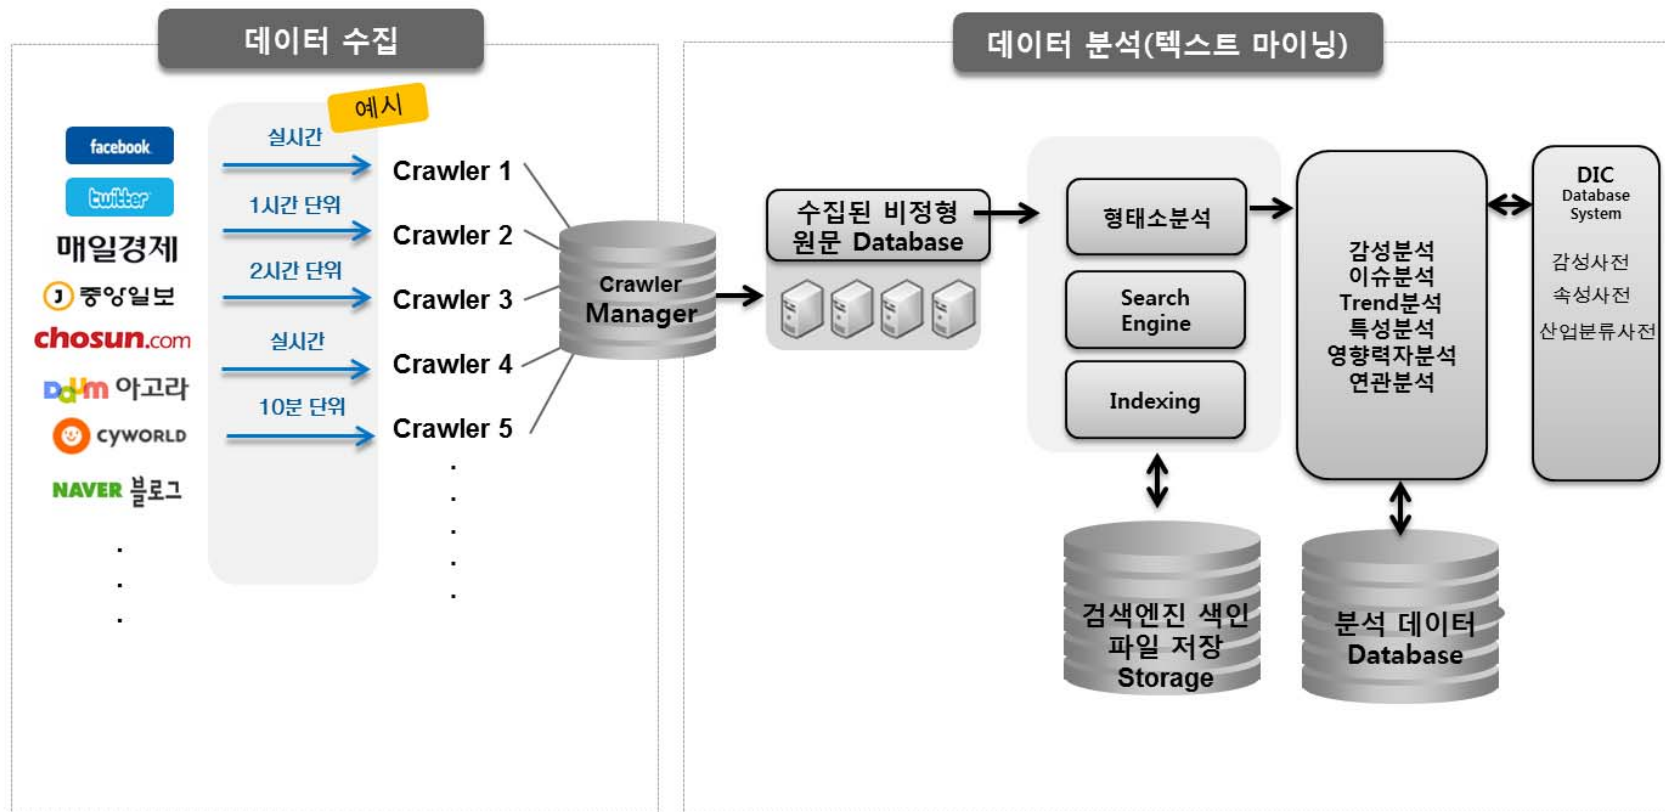 데이터 수집
예시
facebook
twitter
매일경제
중앙일보
chosun.com
Daum 아고라
CYWORLD
NAVER 블로그
실시간
1시간 단위
2시간 단위
실시간
10분 단위
Crawler 1
Crawler 2
Crawler 3
Crawler 4
Crawler 5
Crawler
Manager
데이터 분석(텍스트 마이닝)
수집된 비정형
원문 Database
형태소분석
Search
Engine
Indexing
감성분석
이슈분석
Trend분석
특성분석
영향력자분석
연관분석
DIC
Database
System
감성사전
속성사전
산업분류사전
검색엔진 색인
파일 저장
Storage
분석 데이터
Database